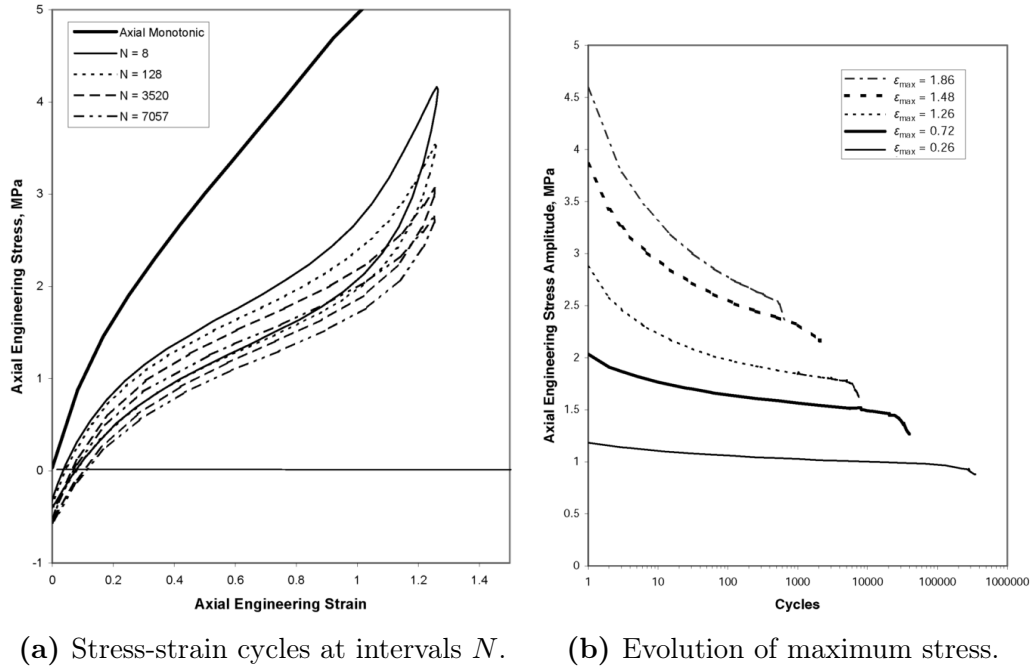 5
4
3
2
1
0
-1
0
0.2
0.4
0.6
0.8
1
1.2
1.4
Axial Engineering Stress, MPa
Axial Engineering Strain
Axial Monotonic
N = 8
N = 128
N = 3520
N = 7057
5
4.5
4
3.5
3
2.5
2
1.5
1
0.5
0
1
10
100
1000
10000
100000
1000000
Axial Engineering Stress Amplitude, MPa
Cycles
εmax = 1.86
εmax = 1.48
εmax = 1.26
εmax = 0.72
εmax = 0.26
(a) Stress-strain cycles at intervals N.
(b) Evolution of maximum stress.